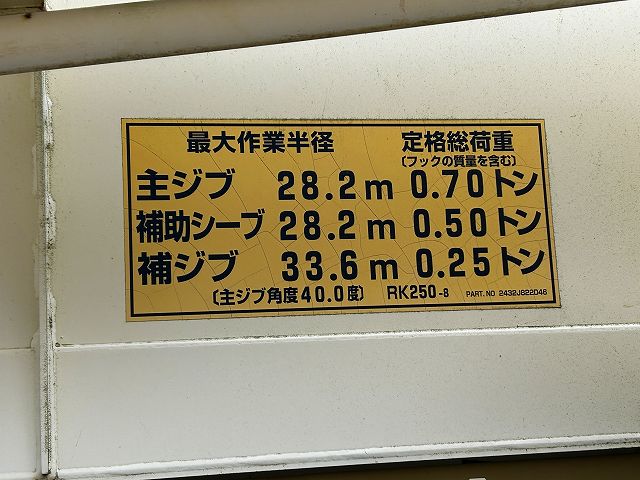 最大作業半径 定格総荷重
(フックの質量を含む)
主ジブ 28.2m 0.70トン
補助シーブ 28.2m 0.50トン
補ジブ 33.6m 0.25トン
(主ジブ角度40.0度) RK250-8 PART.NO 2432J622D46